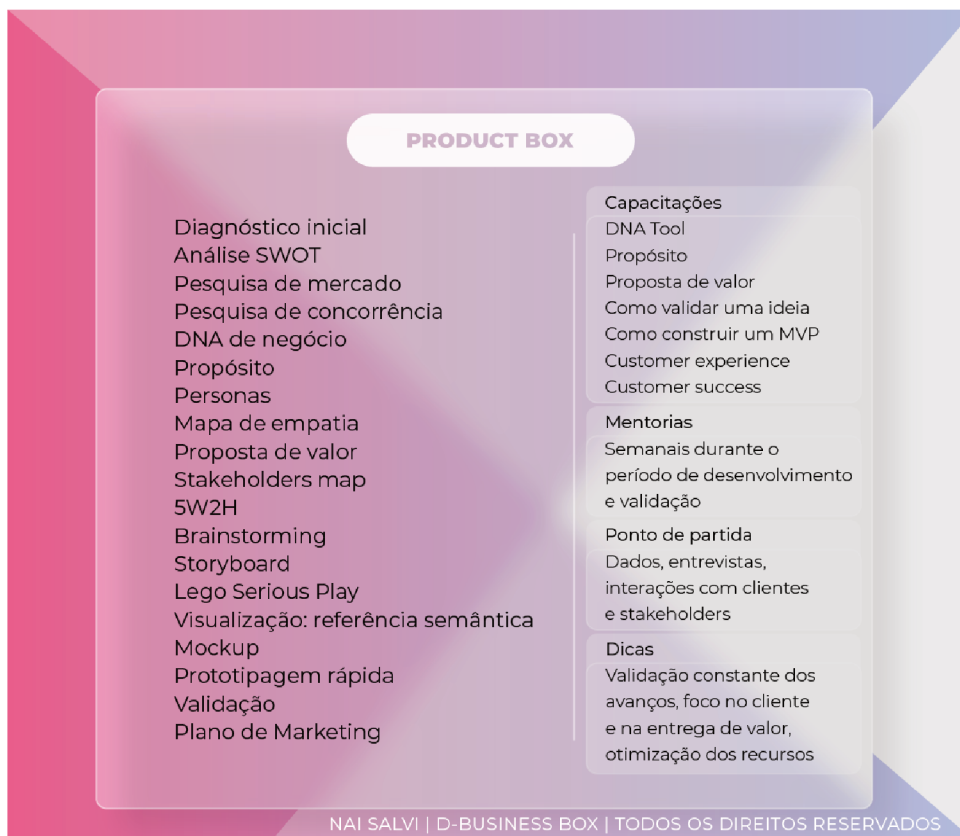 PRODUCT BOX
Diagnóstico inicial
Análise SWOT
Pesquisa de mercado
Pesquisa de concorrência
DNA de negócio
Propósito
Personas
Mapa de empatia
Proposta de valor
Stakeholders map
5W2H
Brainstorming
Storyboard
Lego Serious Play
Visualização: referência semântica
Mockup
Prototipagem rápida
Validação
Plano de Marketing
Capacitações
DNA Tool
Propósito
Proposta de valor
Como validar uma ideia
Como construir um MVP
Customer experience
Customer success
Mentorias
Semanais durante o
período de desenvolvimento
e validação
Ponto de partida
Dados, entrevistas,
interações com clientes
e stakeholders
Dicas
Validação constante dos
avanços, foco no cliente
e na entrega de valor,
otimização dos recursos
NAI SALVI | D-BUSINESS BOX | TODOS OS DIREITOS RESERVADOS